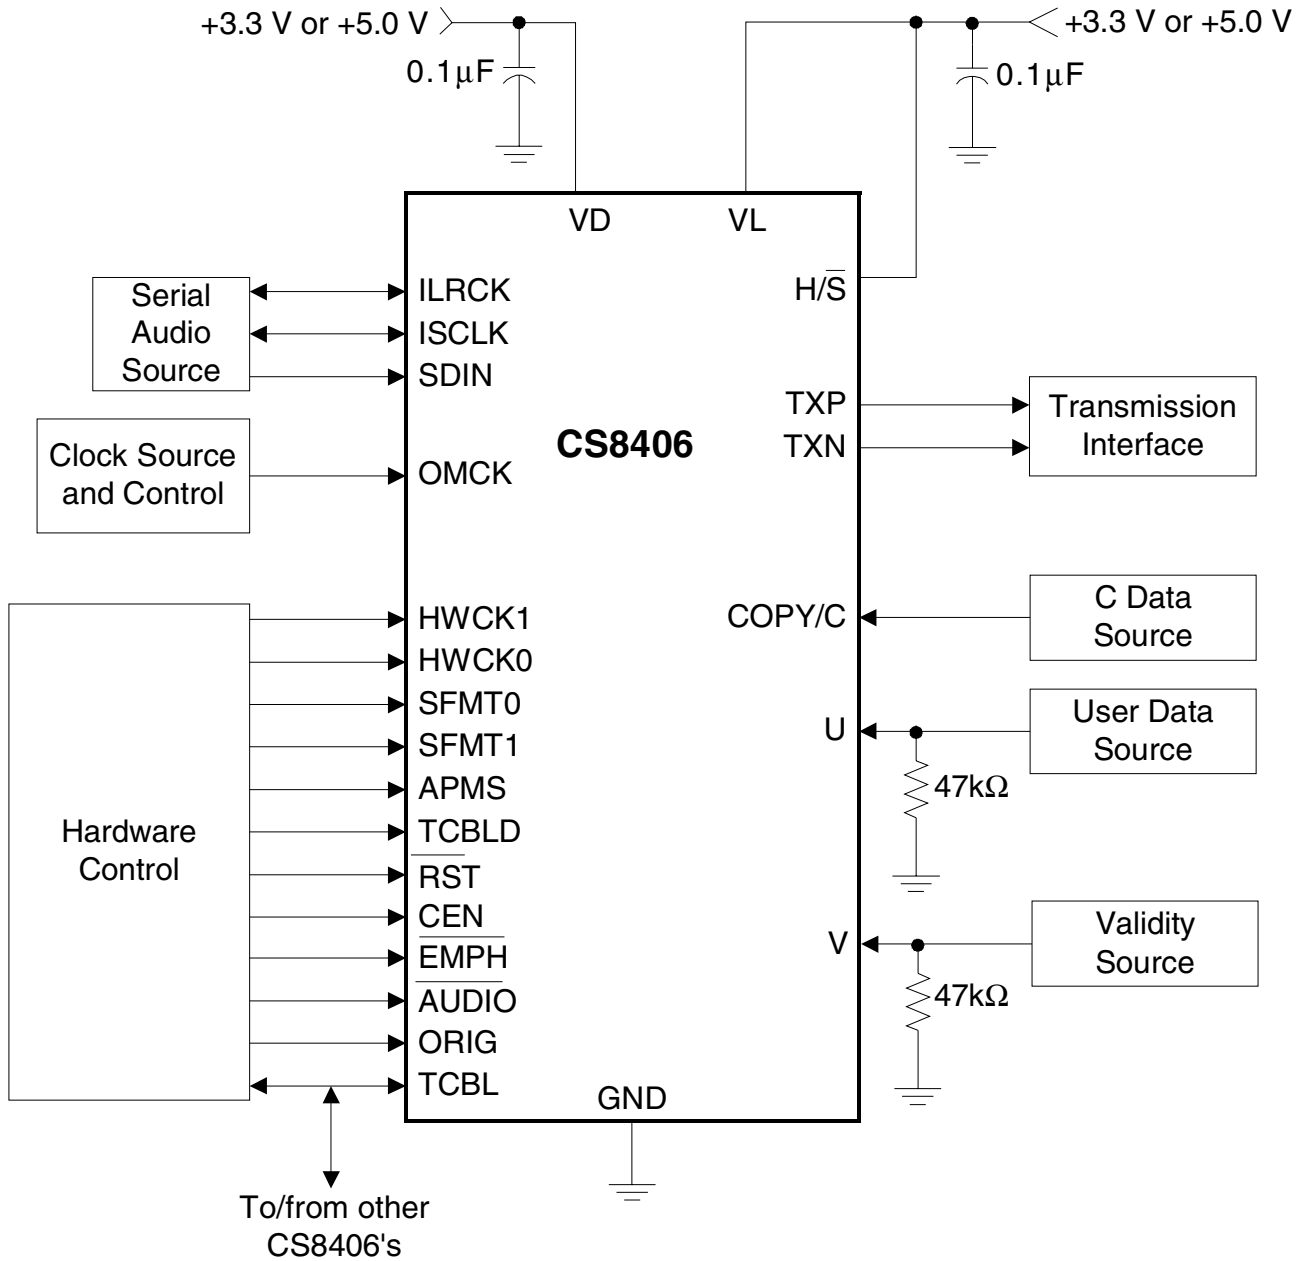 +3.3 V or +5.0 V
+3.3 V or +5.0 V
0.1µF
0.1µF
VD
VL
Serial
Audio
Source
ILRCK
ISCLK
SDIN
H/S̅
TXP
TXN
Transmission
Interface
CS8406
Clock Source
and Control
OMCK
C Data
Source
COPY/C
HWCK1
HWCK0
SFMT0
SFMT1
APMS
TCBLD
R̅S̅T̅
CEN
E̅M̅P̅H̅
A̅U̅D̅I̅O̅
ORIG
TCBL
Hardware
Control
U
User Data
Source
47kΩ
V
Validity
Source
47kΩ
GND
To/from other
CS8406's